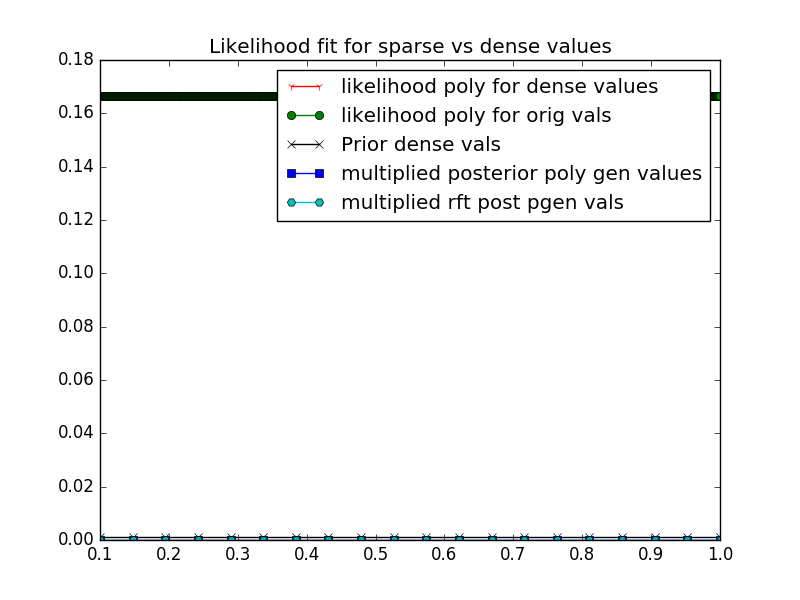 Likelihood fit for sparse vs dense values
0.18
0.16
0.14
0.12
0.10
0.08
0.06
0.04
0.02
0.00
likelihood poly for dense values
likelihood poly for orig vals
Prior dense vals
multiplied posterior poly gen values
multiplied rft post pgen vals
0.1 0.2 0.3 0.4 0.5 0.6 0.7 0.8 0.9 1.0